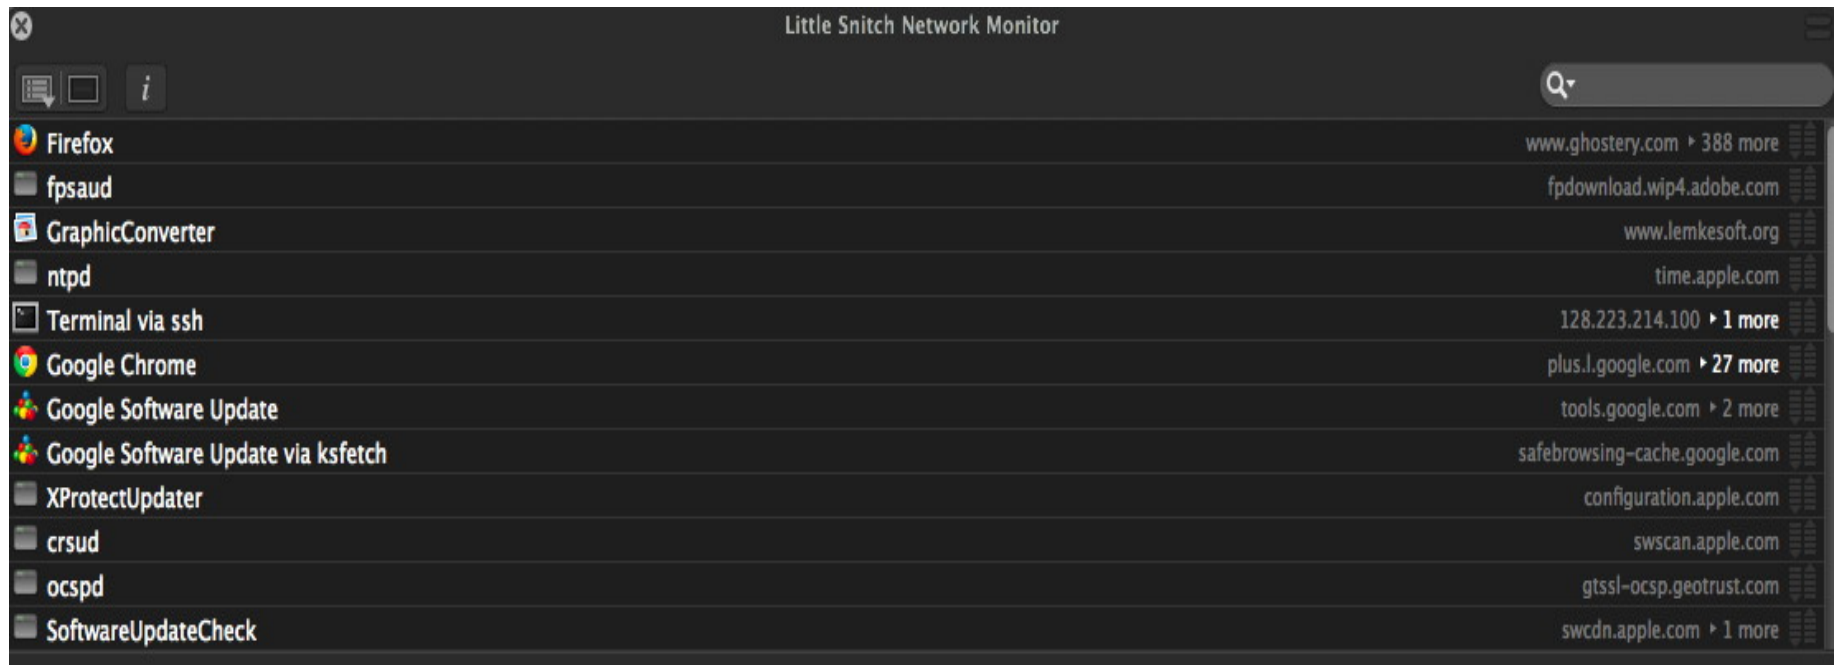 Little Snitch Network Monitor
i
Firefox www.ghostery.com ▸ 388 more
fpsaud fpdownload.wip4.adobe.com
GraphicConverter www.lemkesoft.org
ntpd time.apple.com
Terminal via ssh 128.223.214.100 ▸ 1 more
Google Chrome plus.l.google.com ▸ 27 more
Google Software Update tools.google.com ▸ 2 more
Google Software Update via ksfetch safebrowsing-cache.google.com
XProtectUpdater configuration.apple.com
crsud swscan.apple.com
ocspd gtssl-ocsp.geotrust.com
SoftwareUpdateCheck swcdn.apple.com ▸ 1 more